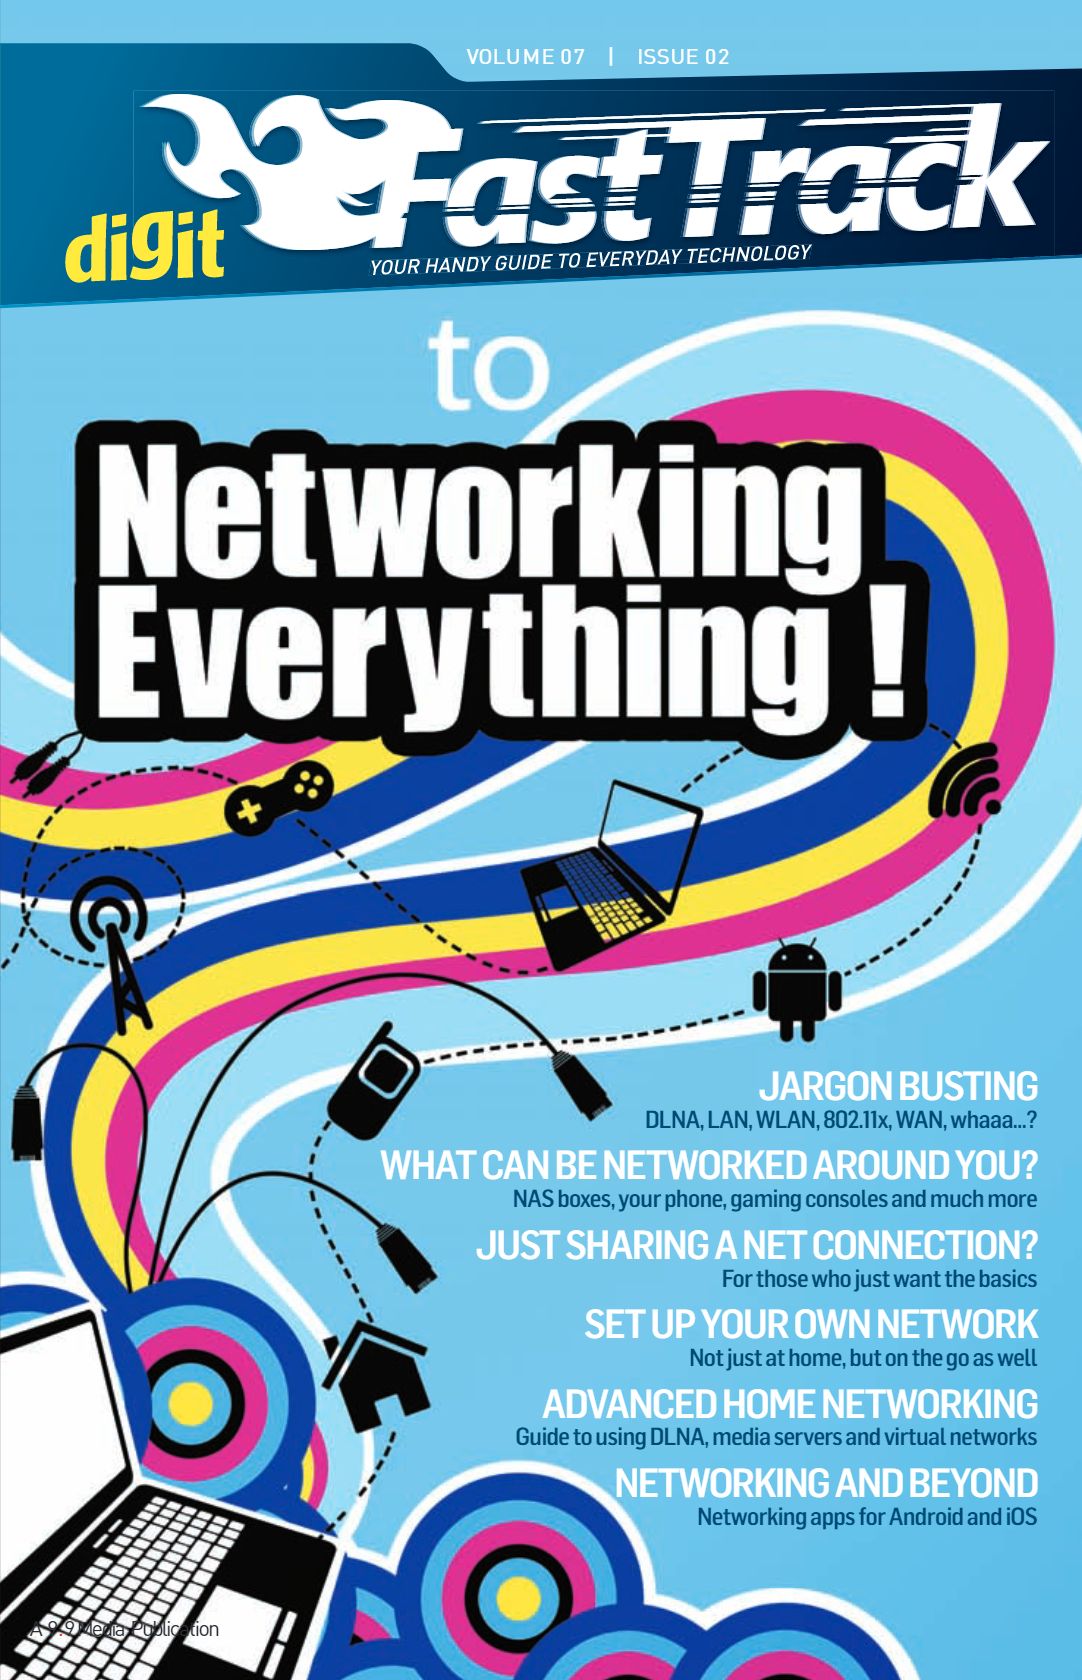 VOLUME 07 | ISSUE 02
Fast Track
digit
YOUR HANDY GUIDE TO EVERYDAY TECHNOLOGY
to
Networking
Everything !
JARGON BUSTING
DLNA, LAN, WLAN, 802.11x, WAN, whaaa...?
WHAT CAN BE NETWORKED AROUND YOU?
NAS boxes, your phone, gaming consoles and much more
JUST SHARING A NET CONNECTION?
For those who just want the basics
SET UP YOUR OWN NETWORK
Not just at home, but on the go as well
ADVANCED HOME NETWORKING
Guide to using DLNA, media servers and virtual networks
NETWORKING AND BEYOND
Networking apps for Android and iOS
A 9.9 Media Publication